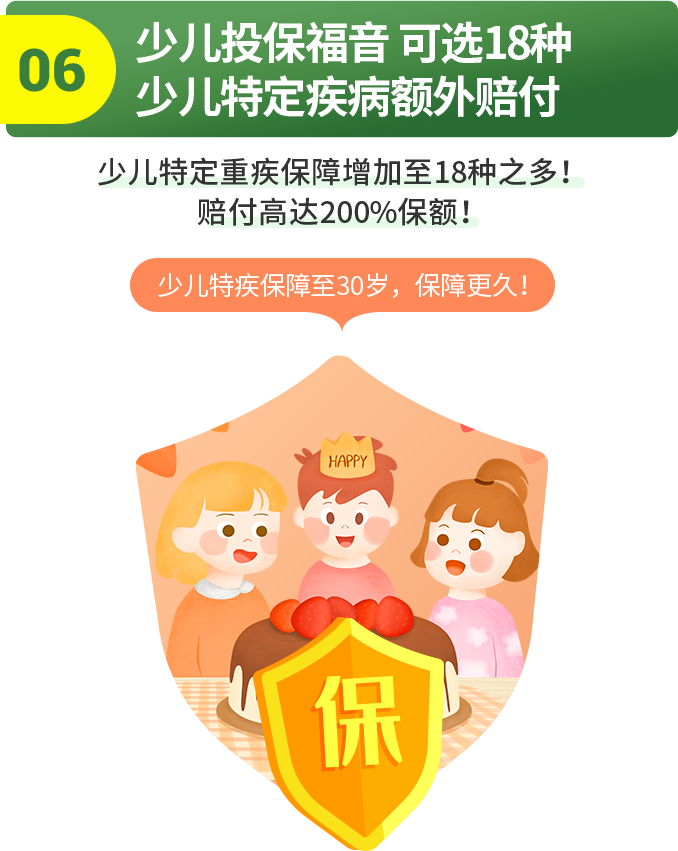 06
少儿投保福音 可选18种
少儿特定疾病额外赔付
少儿特定重疾保障增加至18种之多！
赔付高达200%保额！
少儿特疾保障至30岁，保障更久！
HAPPY
保